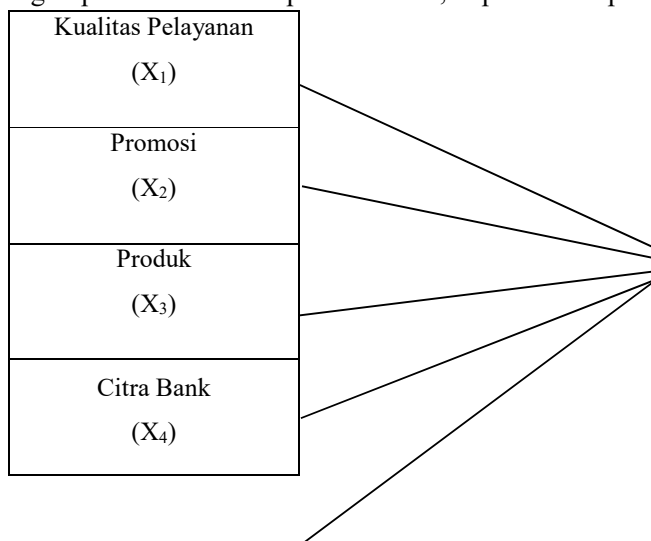 Kualitas Pelayanan
(X₁)
Promosi
(X₂)
Produk
(X₃)
Citra Bank
(X₄)